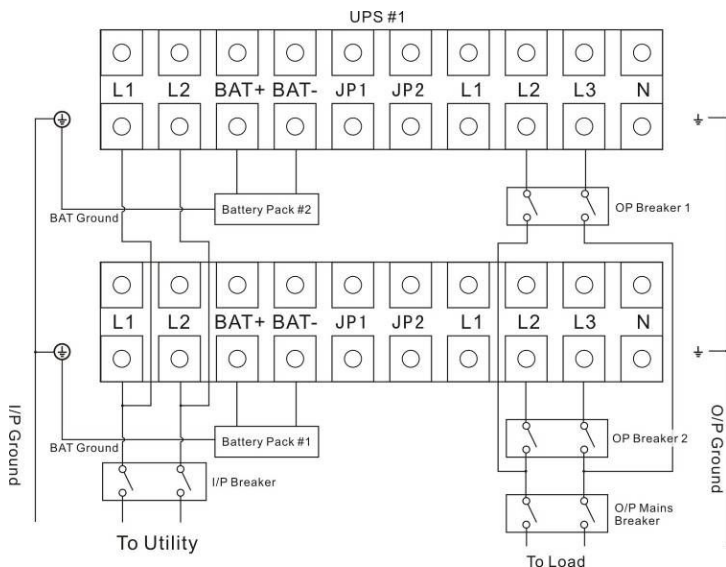 UPS #1
L1 L2 BAT+ BAT- JP1 JP2 L1 L2 L3 N
OP Breaker 1
Battery Pack #2
BAT Ground
L1 L2 BAT+ BAT- JP1 JP2 L1 L2 L3 N
I/P Ground
O/P Ground
BAT Ground
Battery Pack #1
OP Breaker 2
I/P Breaker
O/P Mains
Breaker
To Utility
To Load